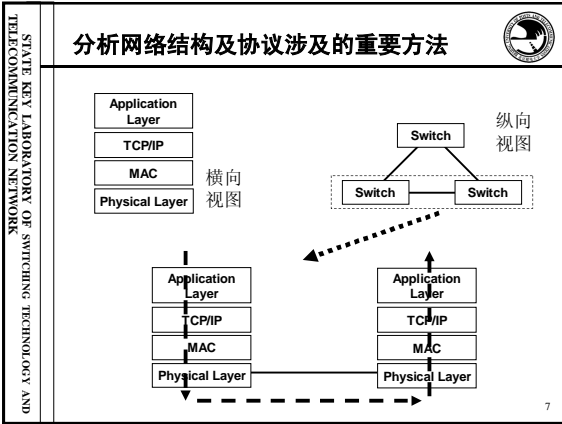 分析网络结构及协议涉及的重要方法
STATE KEY LABORATORY OF SWITCHING TECHNOLOGY AND
TELECOMMUNICATION NETWORK
Application
Layer
TCP/IP
MAC
Physical Layer
横向
视图
Switch
Switch
Switch
纵向
视图
Application
Layer
TCP/IP
MAC
Physical Layer
Application
Layer
TCP/IP
MAC
Physical Layer
7